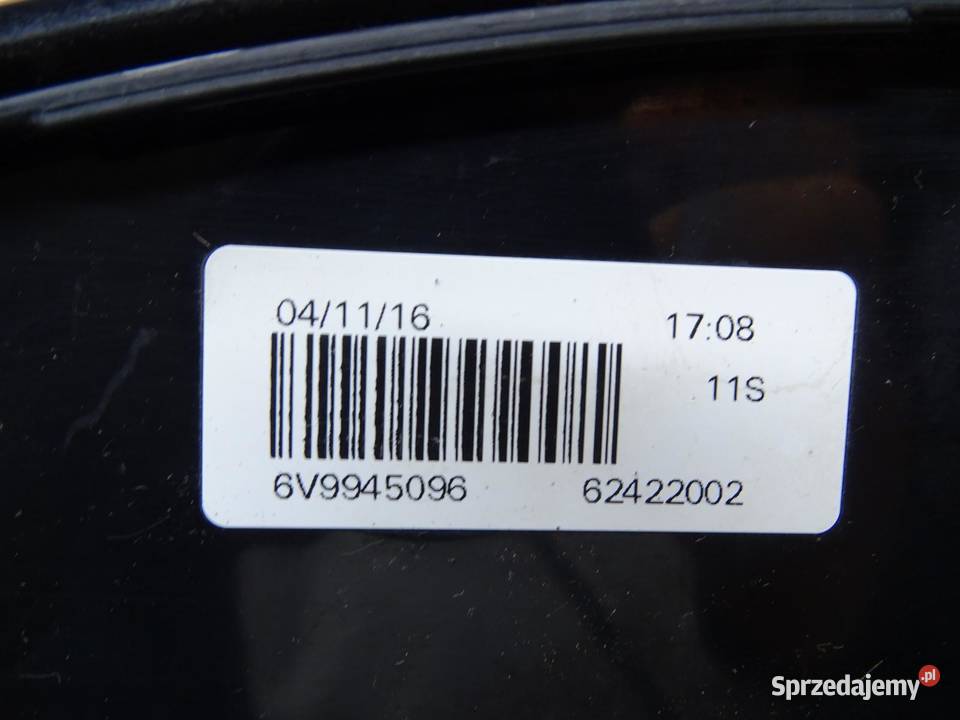 04/11/16 17:08
11S
6V9945096 62422002
Sprzedajemy.pl